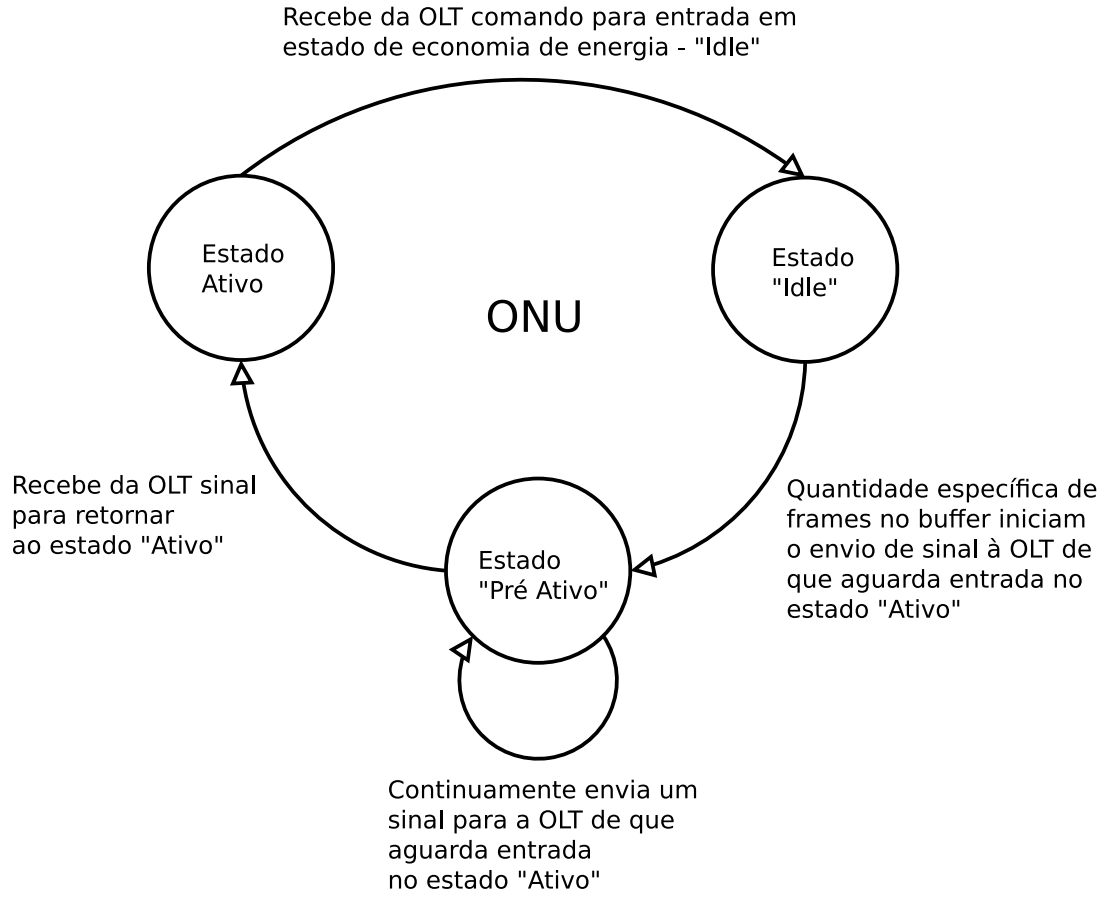 Recebe da OLT comando para entrada em
estado de economia de energia - "Idle"
Estado
Ativo
Estado
"Idle"
ONU
Recebe da OLT sinal
para retornar
ao estado "Ativo"
Quantidade específica de
frames no buffer iniciam
o envio de sinal à OLT de
que aguarda entrada no
estado "Ativo"
Estado
"Pré Ativo"
Continuamente envia um
sinal para a OLT de que
aguarda entrada
no estado "Ativo"